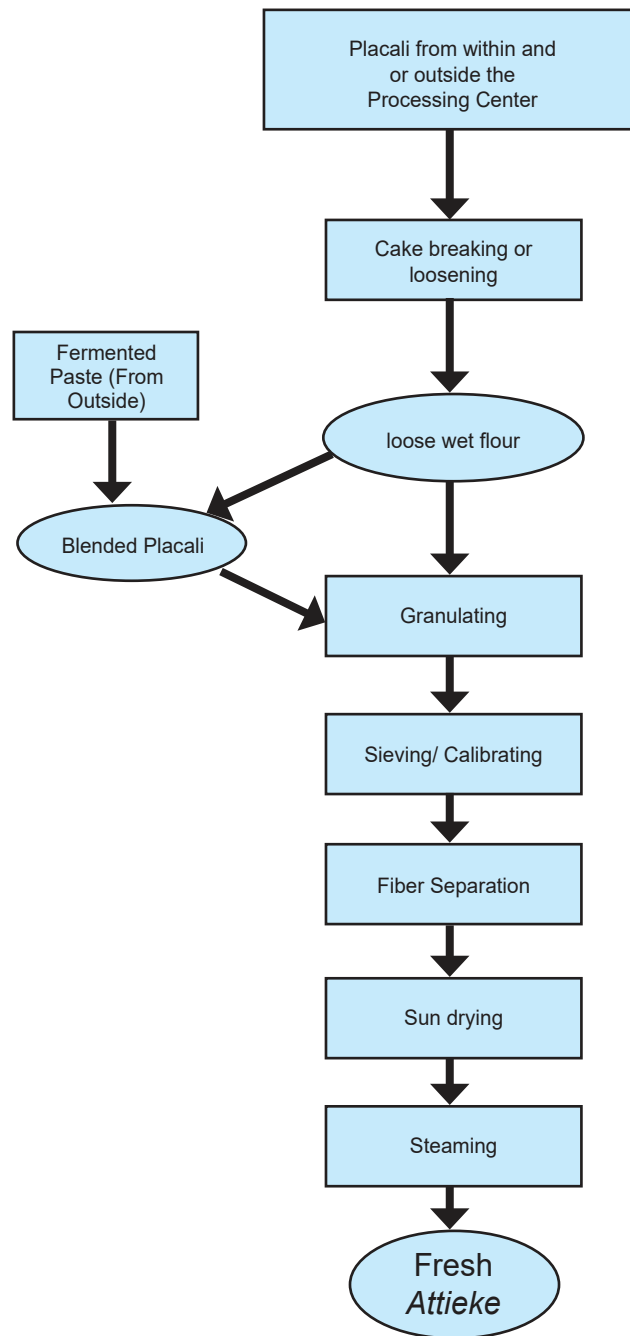 Placali from within and
or outside the
Processing Center
Cake breaking or
loosening
Fermented
Paste (From
Outside)
loose wet flour
Blended Placali
Granulating
Sieving/ Calibrating
Fiber Separation
Sun drying
Steaming
Fresh
Attieke